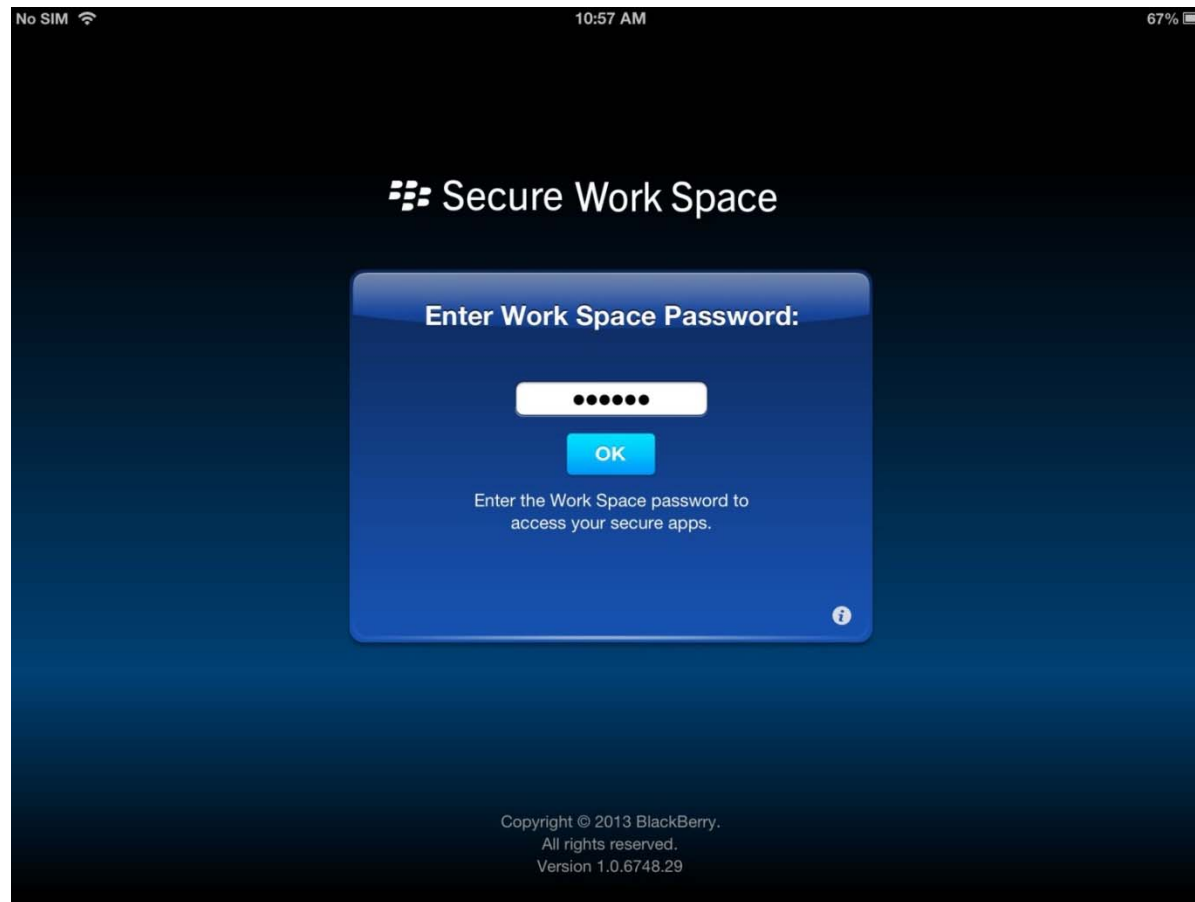 No SIM 10:57 AM 67%
Secure Work Space
Enter Work Space Password:
••••••
OK
Enter the Work Space password to
access your secure apps.
Copyright © 2013 BlackBerry.
All rights reserved.
Version 1.0.6748.29